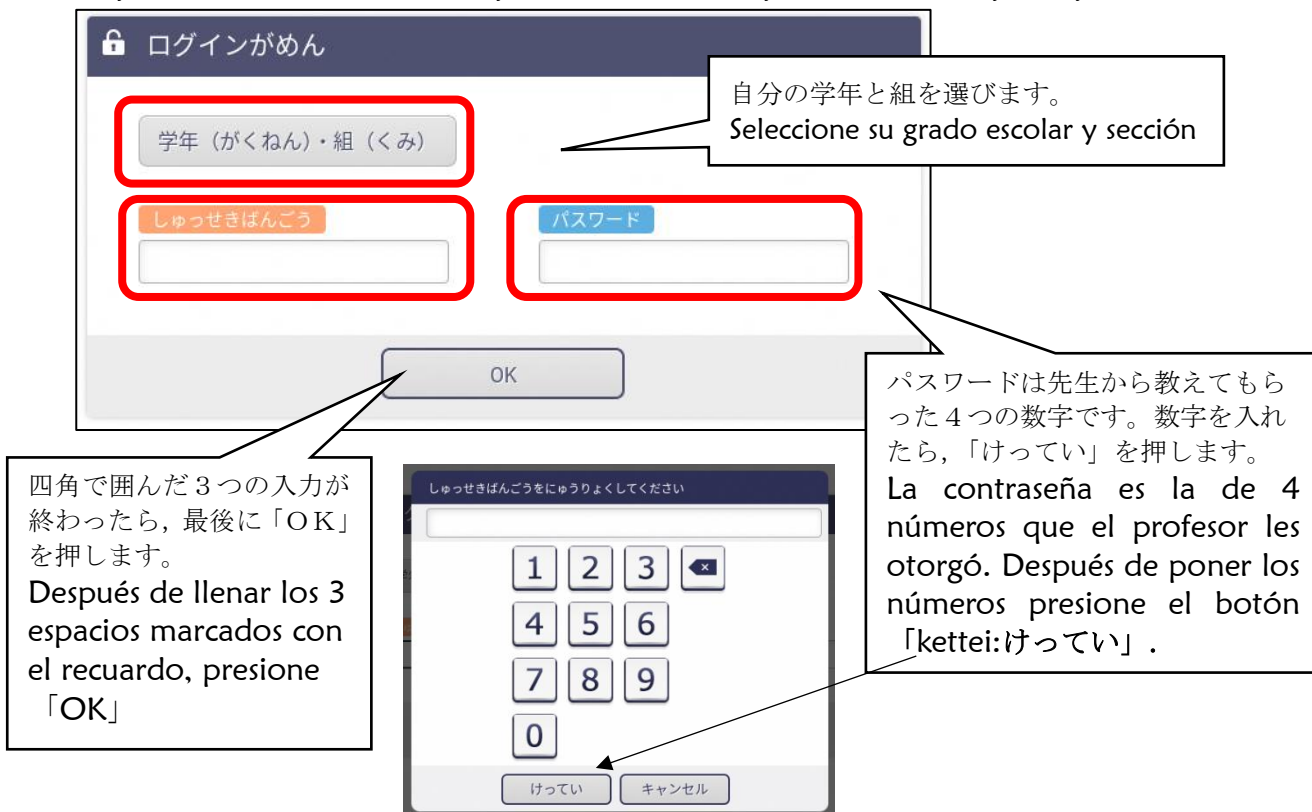 ログインがめん
自分の学年と組を選びます。
Seleccione su grado escolar y sección
学年（がくねん）・組（くみ）
しゅっせきばんごう
パスワード
OK
パスワードは先生から教えてもら
った４つの数字です。数字を入れ
たら,「けってい」を押します。
La contraseña es la de 4
números que el profesor les
otorgó. Después de poner los
números presione el botón
「kettei:けってい」.
四角で囲んだ３つの入力が
終わったら, 最後に「ＯＫ」
を押します。
Después de llenar los 3
espacios marcados con
el recuardo, presione
「OK」
しゅっせきばんごうをにゅうりょくしてください
1 2 3
4 5 6
7 8 9
0
けってい キャンセル